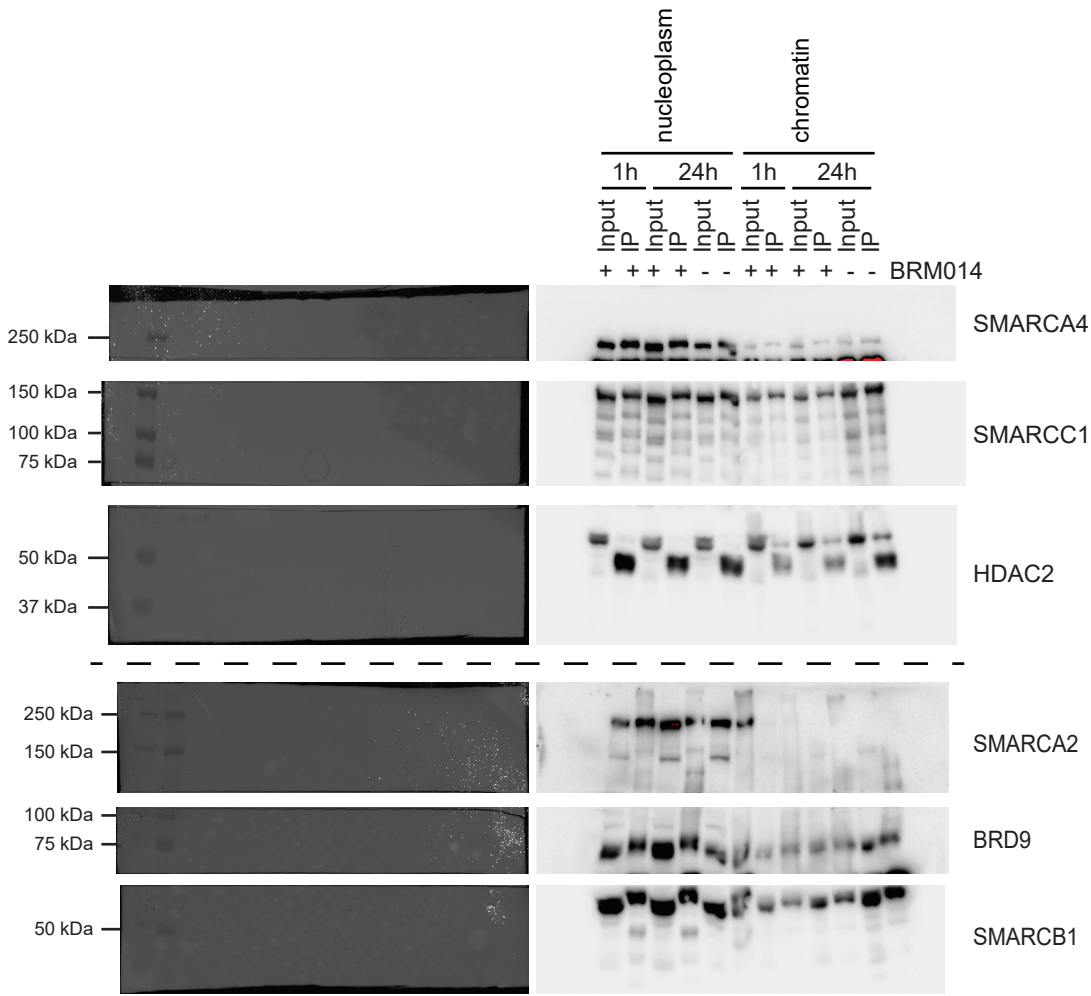 nucleoplasm chromatin
1h 24h 1h 24h
Input IP Input IP Input IP Input IP Input IP Input IP
+ + + + - - + + + + - - BRM014
SMARCA4
250 kDa
150 kDa
SMARCC1
100 kDa
75 kDa
50 kDa
HDAC2
37 kDa
250 kDa
SMARCA2
150 kDa
100 kDa
BRD9
75 kDa
50 kDa
SMARCB1